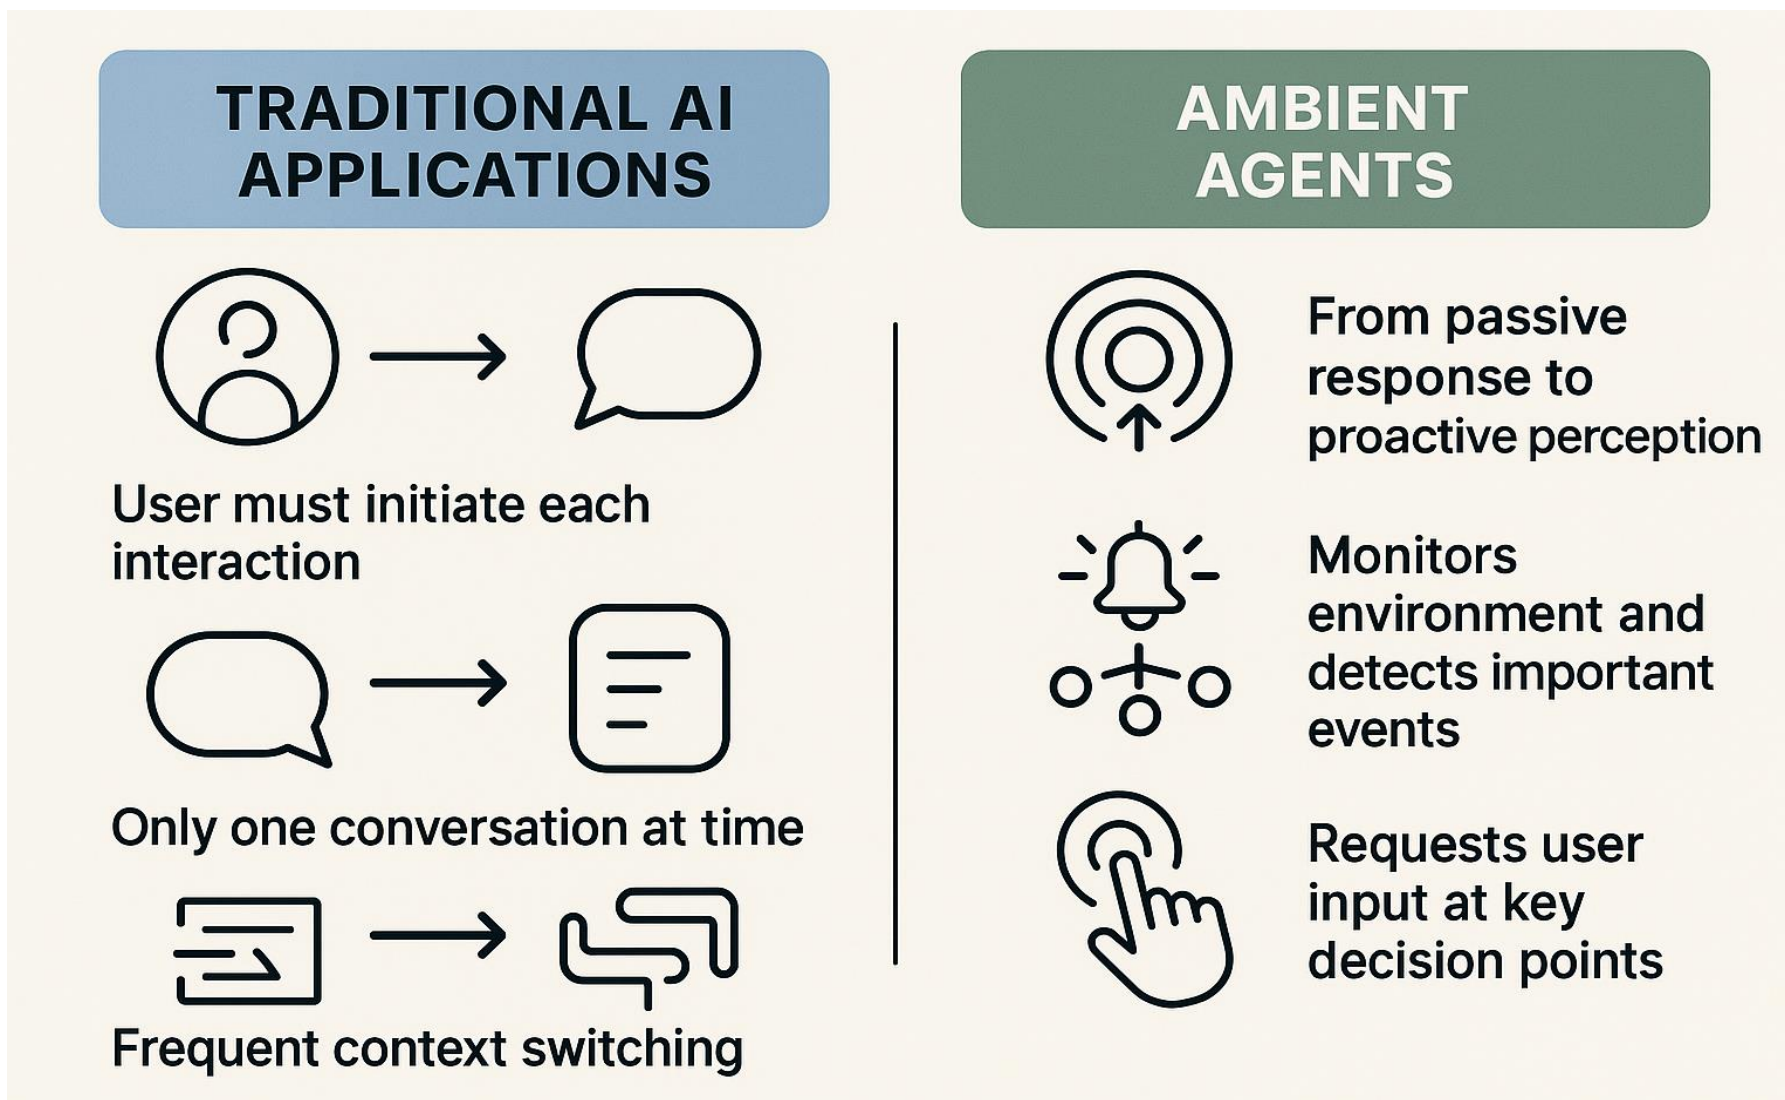 TRADITIONAL AI
APPLICATIONS
User must initiate each
interaction
Only one conversation at time
Frequent context switching
AMBIENT
AGENTS
From passive
response to
proactive perception
Monitors
environment and
detects important
events
Requests user
input at key
decision points